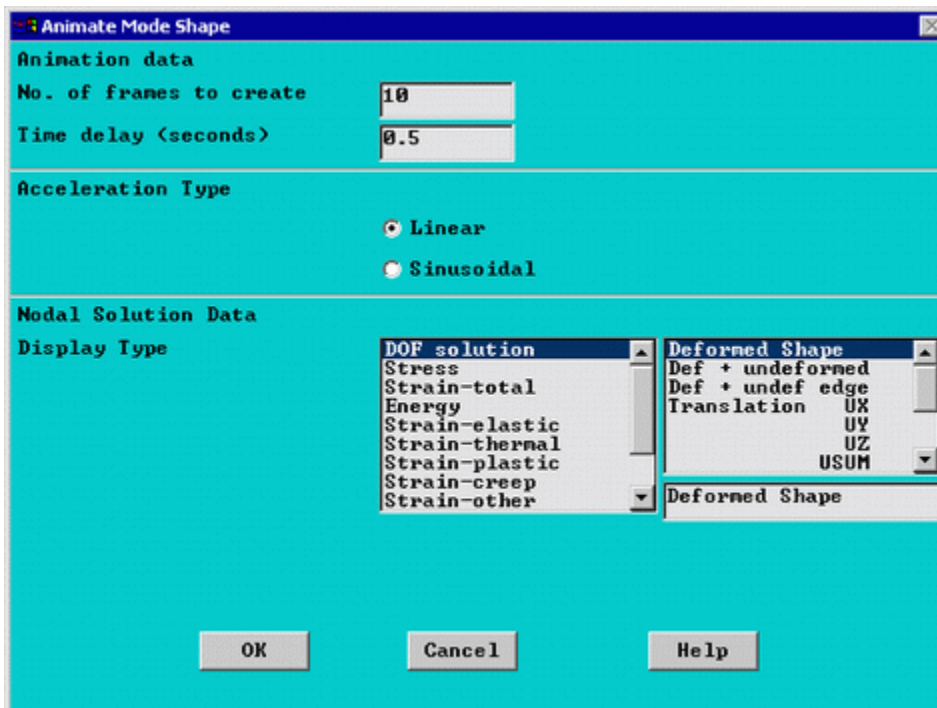 Animate Mode Shape
Animation data
No. of frames to create 10
Time delay (seconds) 0.5
Acceleration Type
Linear
Sinusoidal
Nodal Solution Data
Display Type
DOF solution
Stress
Strain-total
Energy
Strain-elastic
Strain-thermal
Strain-plastic
Strain-creep
Strain-other
Deformed Shape
Def + undeformed
Def + undef edge
Translation UX
UY
UZ
USUM
Deformed Shape
OK Cancel Help